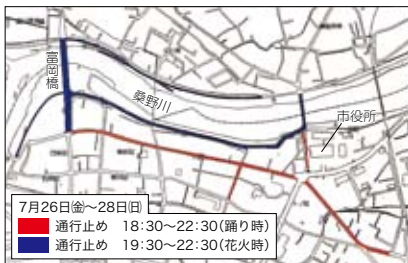 富岡橋
桑野川
市役所
7月26日㊎～28日㊐
通行止め 18:30～22:30(踊り時)
通行止め 19:30～22:30(花火時)